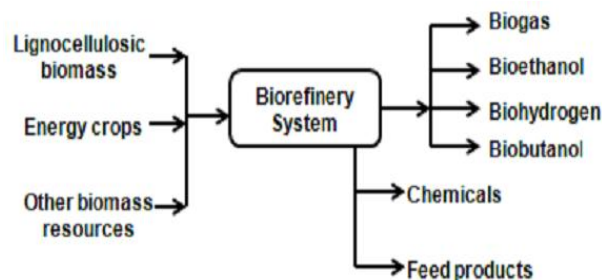 Lignocellulosic
biomass
Energy crops
Other biomass
resources
Biorefinery
System
Biogas
Bioethanol
Biohydrogen
Biobutanol
Chemicals
Feed products